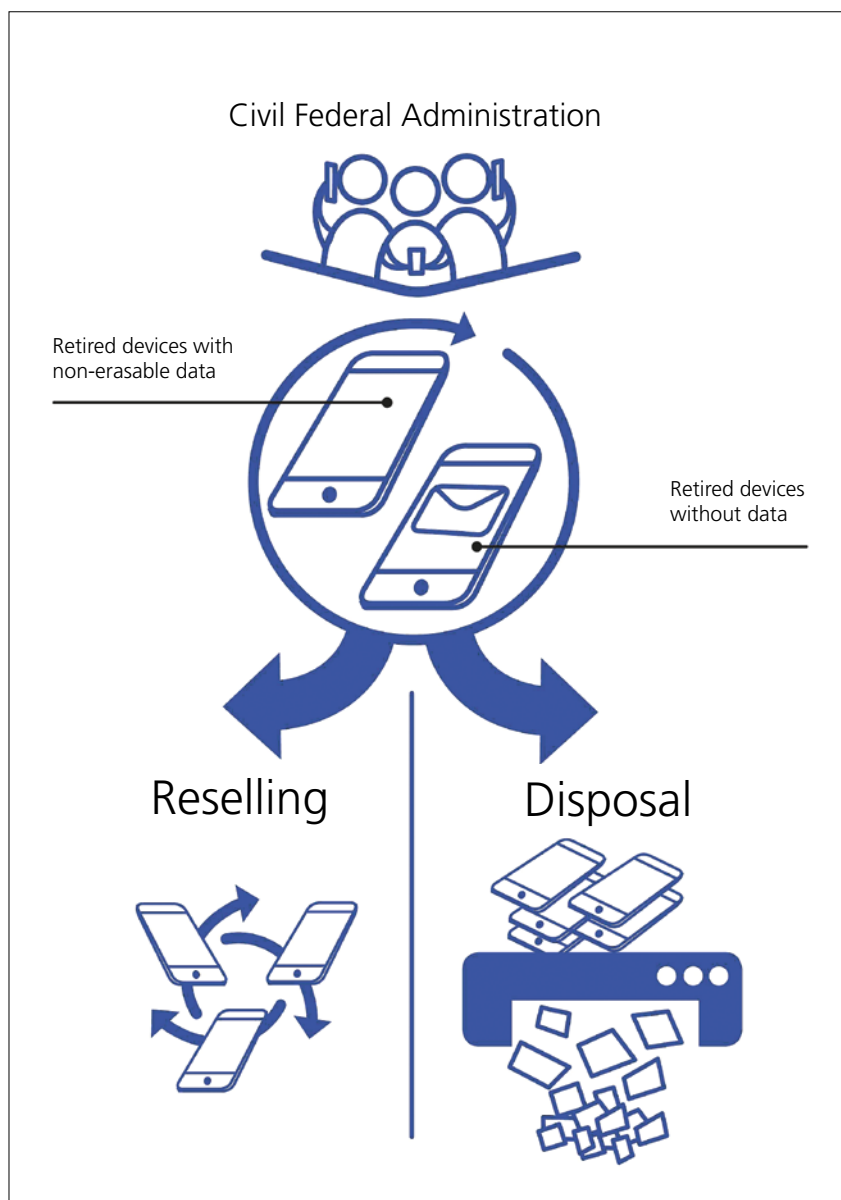 Civil Federal Administration
Retired devices with
non-erasable data
Retired devices
without data
Reselling
Disposal